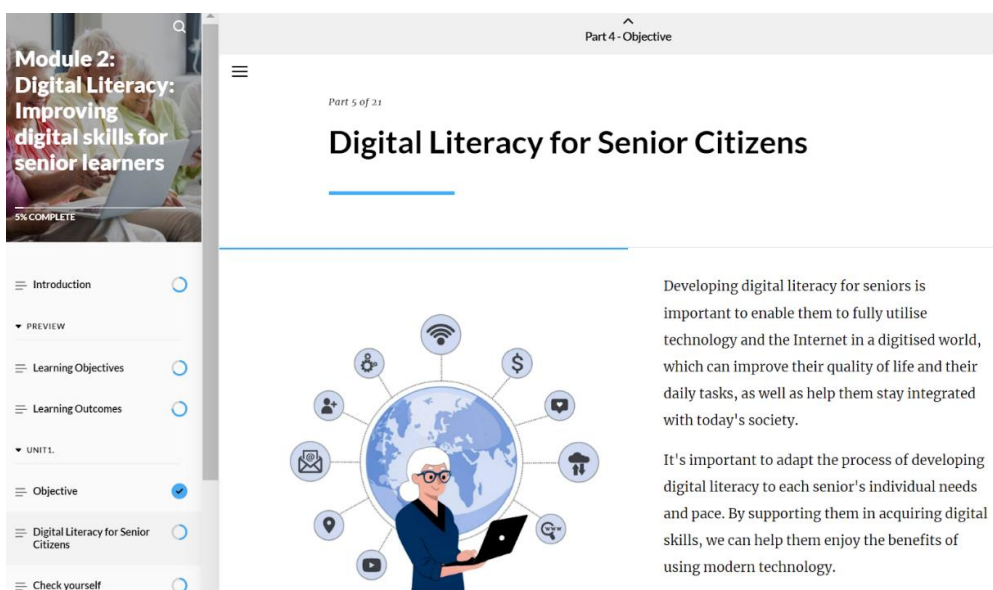 Module 2:
Digital Literacy:
Improving
digital skills for
senior learners
5% COMPLETE
Introduction
PREVIEW
Learning Objectives
Learning Outcomes
UNIT1.
Objective
Digital Literacy for Senior
Citizens
Check yourself
Part 4 - Objective
Part 5 of 21
Digital Literacy for Senior Citizens
$
@
www
Developing digital literacy for seniors is
important to enable them to fully utilise
technology and the Internet in a digitised world,
which can improve their quality of life and their
daily tasks, as well as help them stay integrated
with today's society.
It's important to adapt the process of developing
digital literacy to each senior's individual needs
and pace. By supporting them in acquiring digital
skills, we can help them enjoy the benefits of
using modern technology.